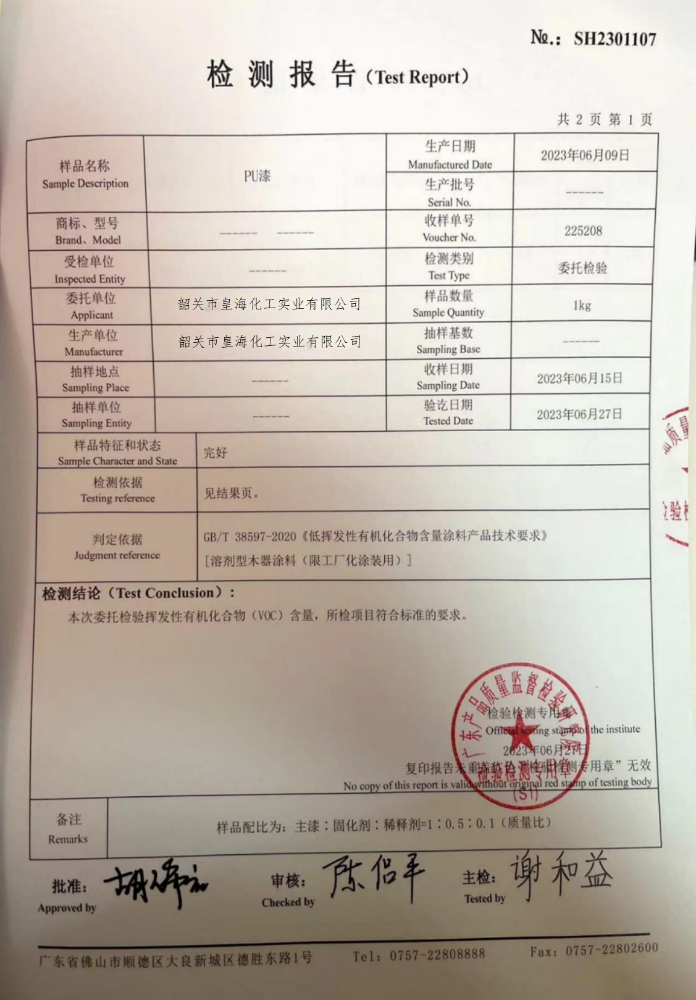 №.: SH2301107
检测报告(Test Report)
共 2 页 第 1 页
样品名称
Sample Description
PU漆
生产日期
Manufactured Date
2023年06月09日
生产批号
Serial No.
------
商标、型号
Brand、Model
------ ------
收样单号
Voucher No.
225208
受检单位
Inspected Entity
------
检测类别
Test Type
委托检验
委托单位
Applicant
韶关市皇海化工实业有限公司
样品数量
Sample Quantity
1kg
生产单位
Manufacturer
韶关市皇海化工实业有限公司
抽样基数
Sampling Base
------
抽样地点
Sampling Place
------
收样日期
Sampling Date
2023年06月15日
抽样单位
Sampling Entity
------
验讫日期
Tested Date
2023年06月27日
样品特征和状态
Sample Character and State
完好
检测依据
Testing reference
见结果页。
判定依据
Judgment reference
GB/T 38597-2020《低挥发性有机化合物含量涂料产品技术要求》
[溶剂型木器涂料（限工厂化涂装用）]
检测结论（Test Conclusion）:
本次委托检验挥发性有机化合物（VOC）含量，所检项目符合标准的要求。
广东产品质量监督检验研究院
检验检测专用章
(S1)
检验检测专用章
Official testing stamp of the institute
2023年06月27日
复印报告未重盖红色“检验检测专用章”无效
No copy of this report is valid without original red stamp of testing body
备注
Remarks
样品配比为：主漆：固化剂：稀释剂=1：0.5：0.1（质量比）
批准:
Approved by
审核:
Checked by
主检:
Tested by
谢和益
广东省佛山市顺德区大良新城区德胜东路1号
Tel: 0757-22808888
Fax: 0757-22802600
质量
验检